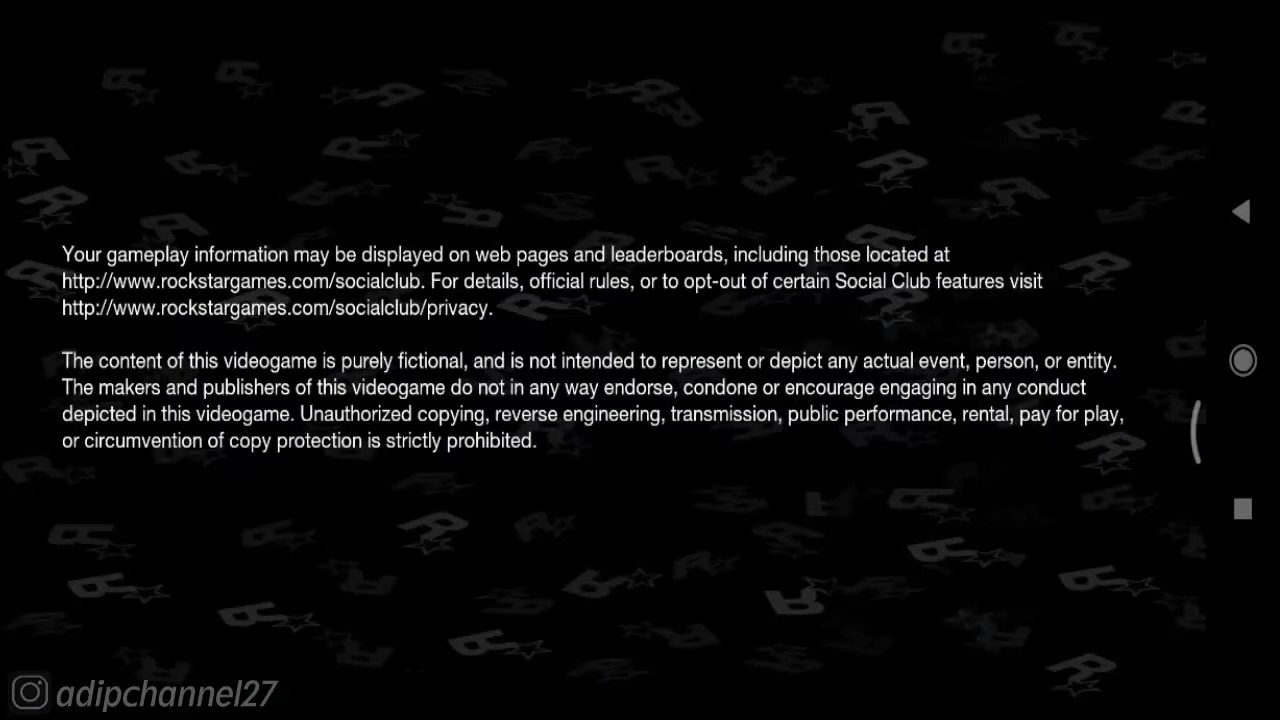 Your gameplay information may be displayed on web pages and leaderboards, including those located at
http://www.rockstargames.com/socialclub. For details, official rules, or to opt-out of certain Social Club features visit
http://www.rockstargames.com/socialclub/privacy.
The content of this videogame is purely fictional, and is not intended to represent or depict any actual event, person, or entity.
The makers and publishers of this videogame do not in any way endorse, condone or encourage engaging in any conduct
depicted in this videogame. Unauthorized copying, reverse engineering, transmission, public performance, rental, pay for play,
or circumvention of copy protection is strictly prohibited.
adipchannel27